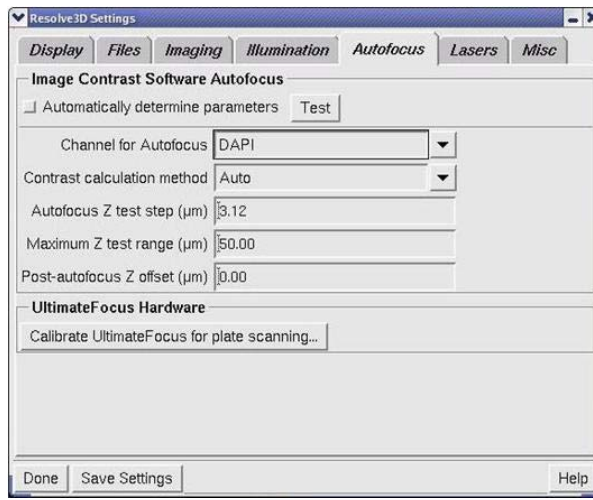 Resolve3D Settings
Display Files Imaging Illumination Autofocus Lasers Misc
Image Contrast Software Autofocus
Automatically determine parameters Test
Channel for Autofocus DAPI
Contrast calculation method Auto
Autofocus Z test step (µm) 3.12
Maximum Z test range (µm) 50.00
Post-autofocus Z offset (µm) 0.00
UltimateFocus Hardware
Calibrate UltimateFocus for plate scanning...
Done Save Settings Help